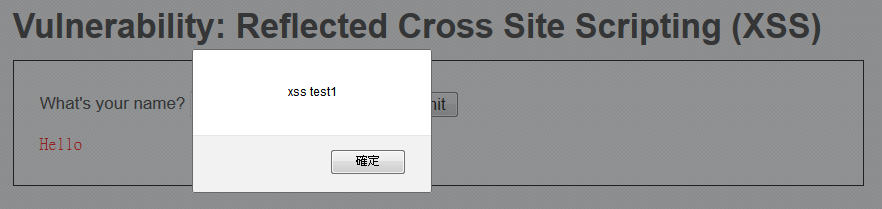 Vulnerability: Reflected Cross Site Scripting (XSS)
What's your name?
xss test1
Hello
確定